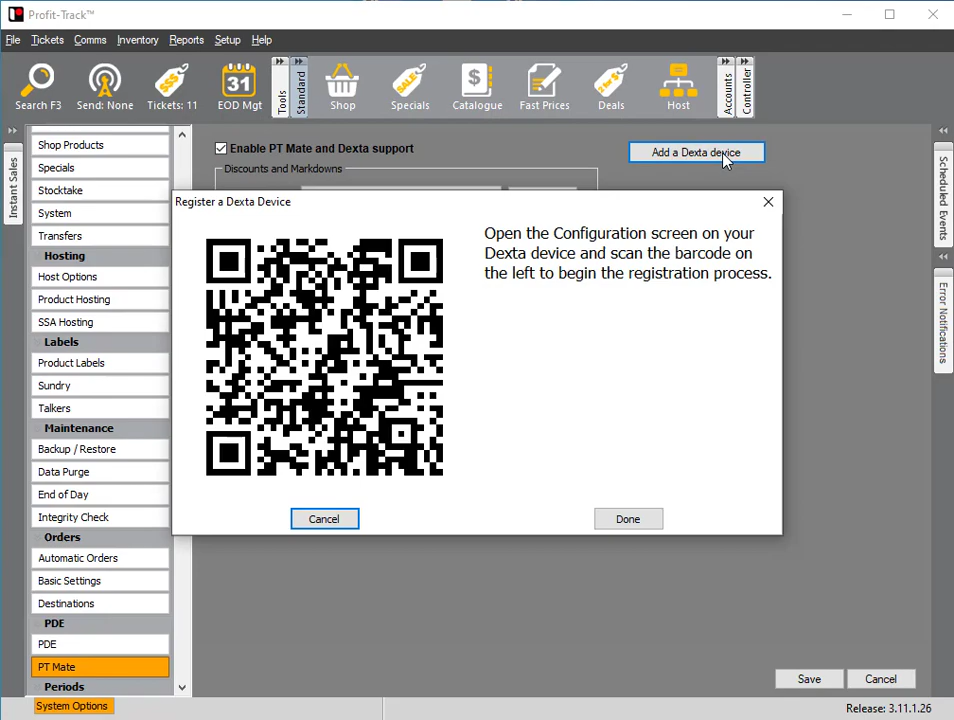 Profit-Track™
File Tickets Comms Inventory Reports Setup Help
Search F3
Send: None
Tickets: 11
31
EOD Mgt
Tools
Standard
Shop
SALE
Specials
$
Catalogue
Fast Prices
2 for $1
Deals
Host
Accounts
Controller
Instant Sales
Shop Products
Specials
Stocktake
System
Transfers
Hosting
Host Options
Product Hosting
SSA Hosting
Labels
Product Labels
Sundry
Talkers
Maintenance
Backup / Restore
Data Purge
End of Day
Integrity Check
Orders
Automatic Orders
Basic Settings
Destinations
PDE
PDE
PT Mate
Periods
System Options
Enable PT Mate and Dexta support
Discounts and Markdowns
Add a Dexta device
Register a Dexta Device
Open the Configuration screen on your
Dexta device and scan the barcode on
the left to begin the registration process.
Cancel
Done
Save
Cancel
Scheduled Events
Error Notifications
Release: 3.11.1.26